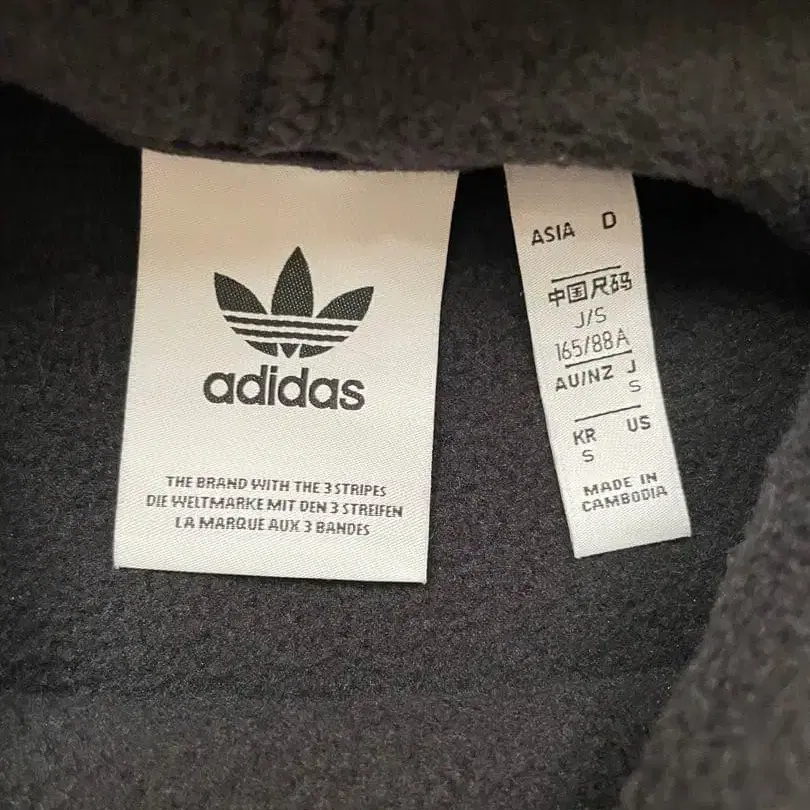 adidas
THE BRAND WITH THE 3 STRIPES
DIE WELTMARKE MIT DEN 3 STREIFEN
LA MARQUE AUX 3 BANDES
ASIA D
中国尺码
J/S
165/88A
AU/NZ J
S
KR US
S
MADE IN
CAMBODIA